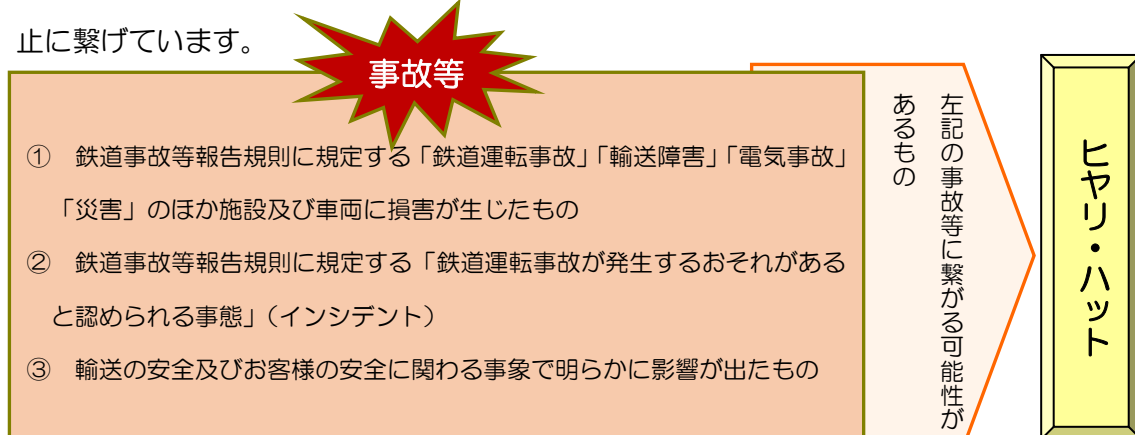 止に繋げています。
事故等
① 鉄道事故等報告規則に規定する「鉄道運転事故」「輸送障害」「電気事故」
「災害」のほか施設及び車両に損害が生じたもの
② 鉄道事故等報告規則に規定する「鉄道運転事故が発生するおそれがある
と認められる事態」（インシデント）
③ 輸送の安全及びお客様の安全に関わる事象で明らかに影響が出たもの
左記の事故等に繋がる可能性が
あるもの
ヒヤリ・ハット